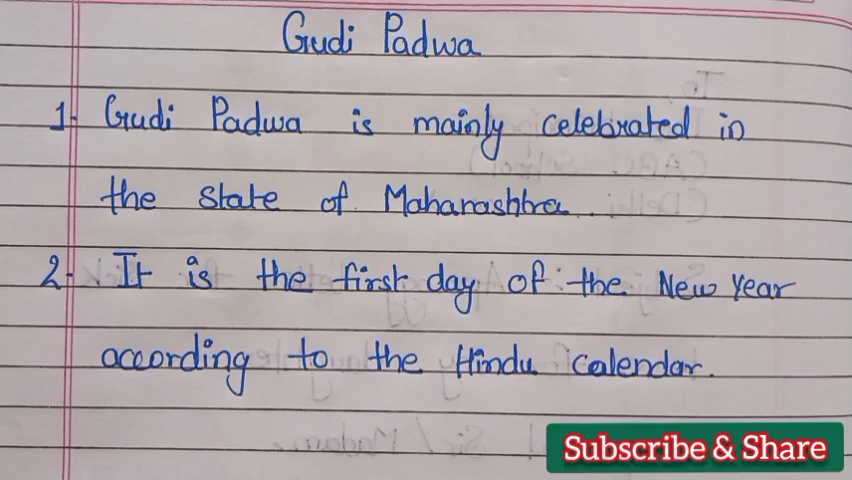 Gudi Padwa
1- Gudi Padwa is mainly celebrated in
the state of Maharashtra.
2- It is the first day of the New Year
according to the Hindu calendar.
Subscribe & Share